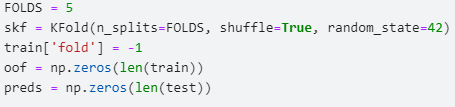 FOLDS = 5
skf = KFold(n_splits=FOLDS, shuffle=True, random_state=42)
train['fold'] = -1
oof = np.zeros(len(train))
preds = np.zeros(len(test))